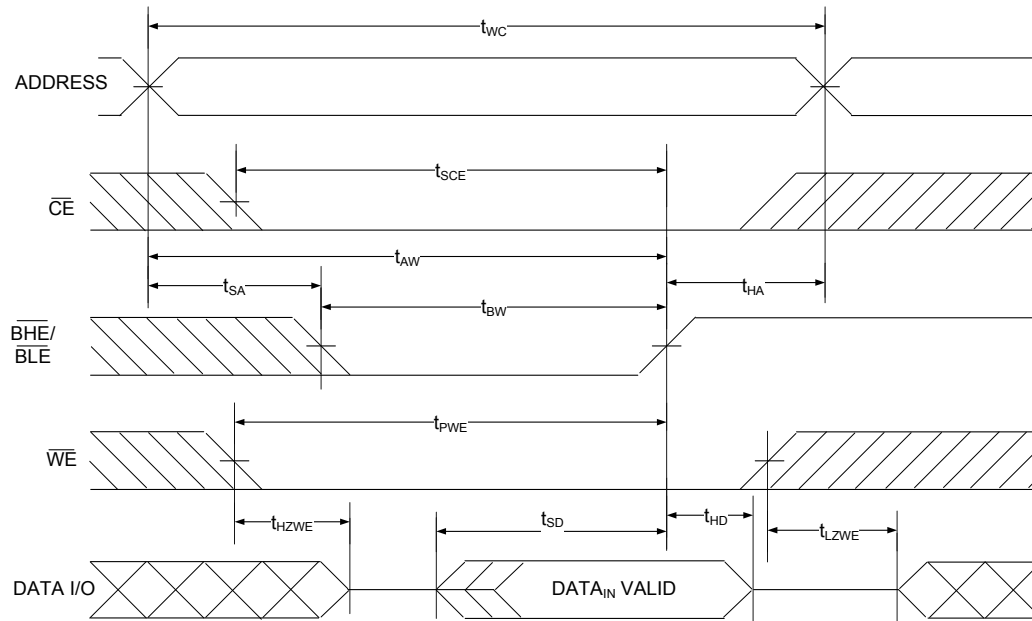 tWC
ADDRESS
tSCE
CE
tAW
tSA
tHA
tBW
BHE/
BLE
tPWE
WE
tHZWE
tSD
tHD
tLZWE
DATA I/O
DATAIN VALID